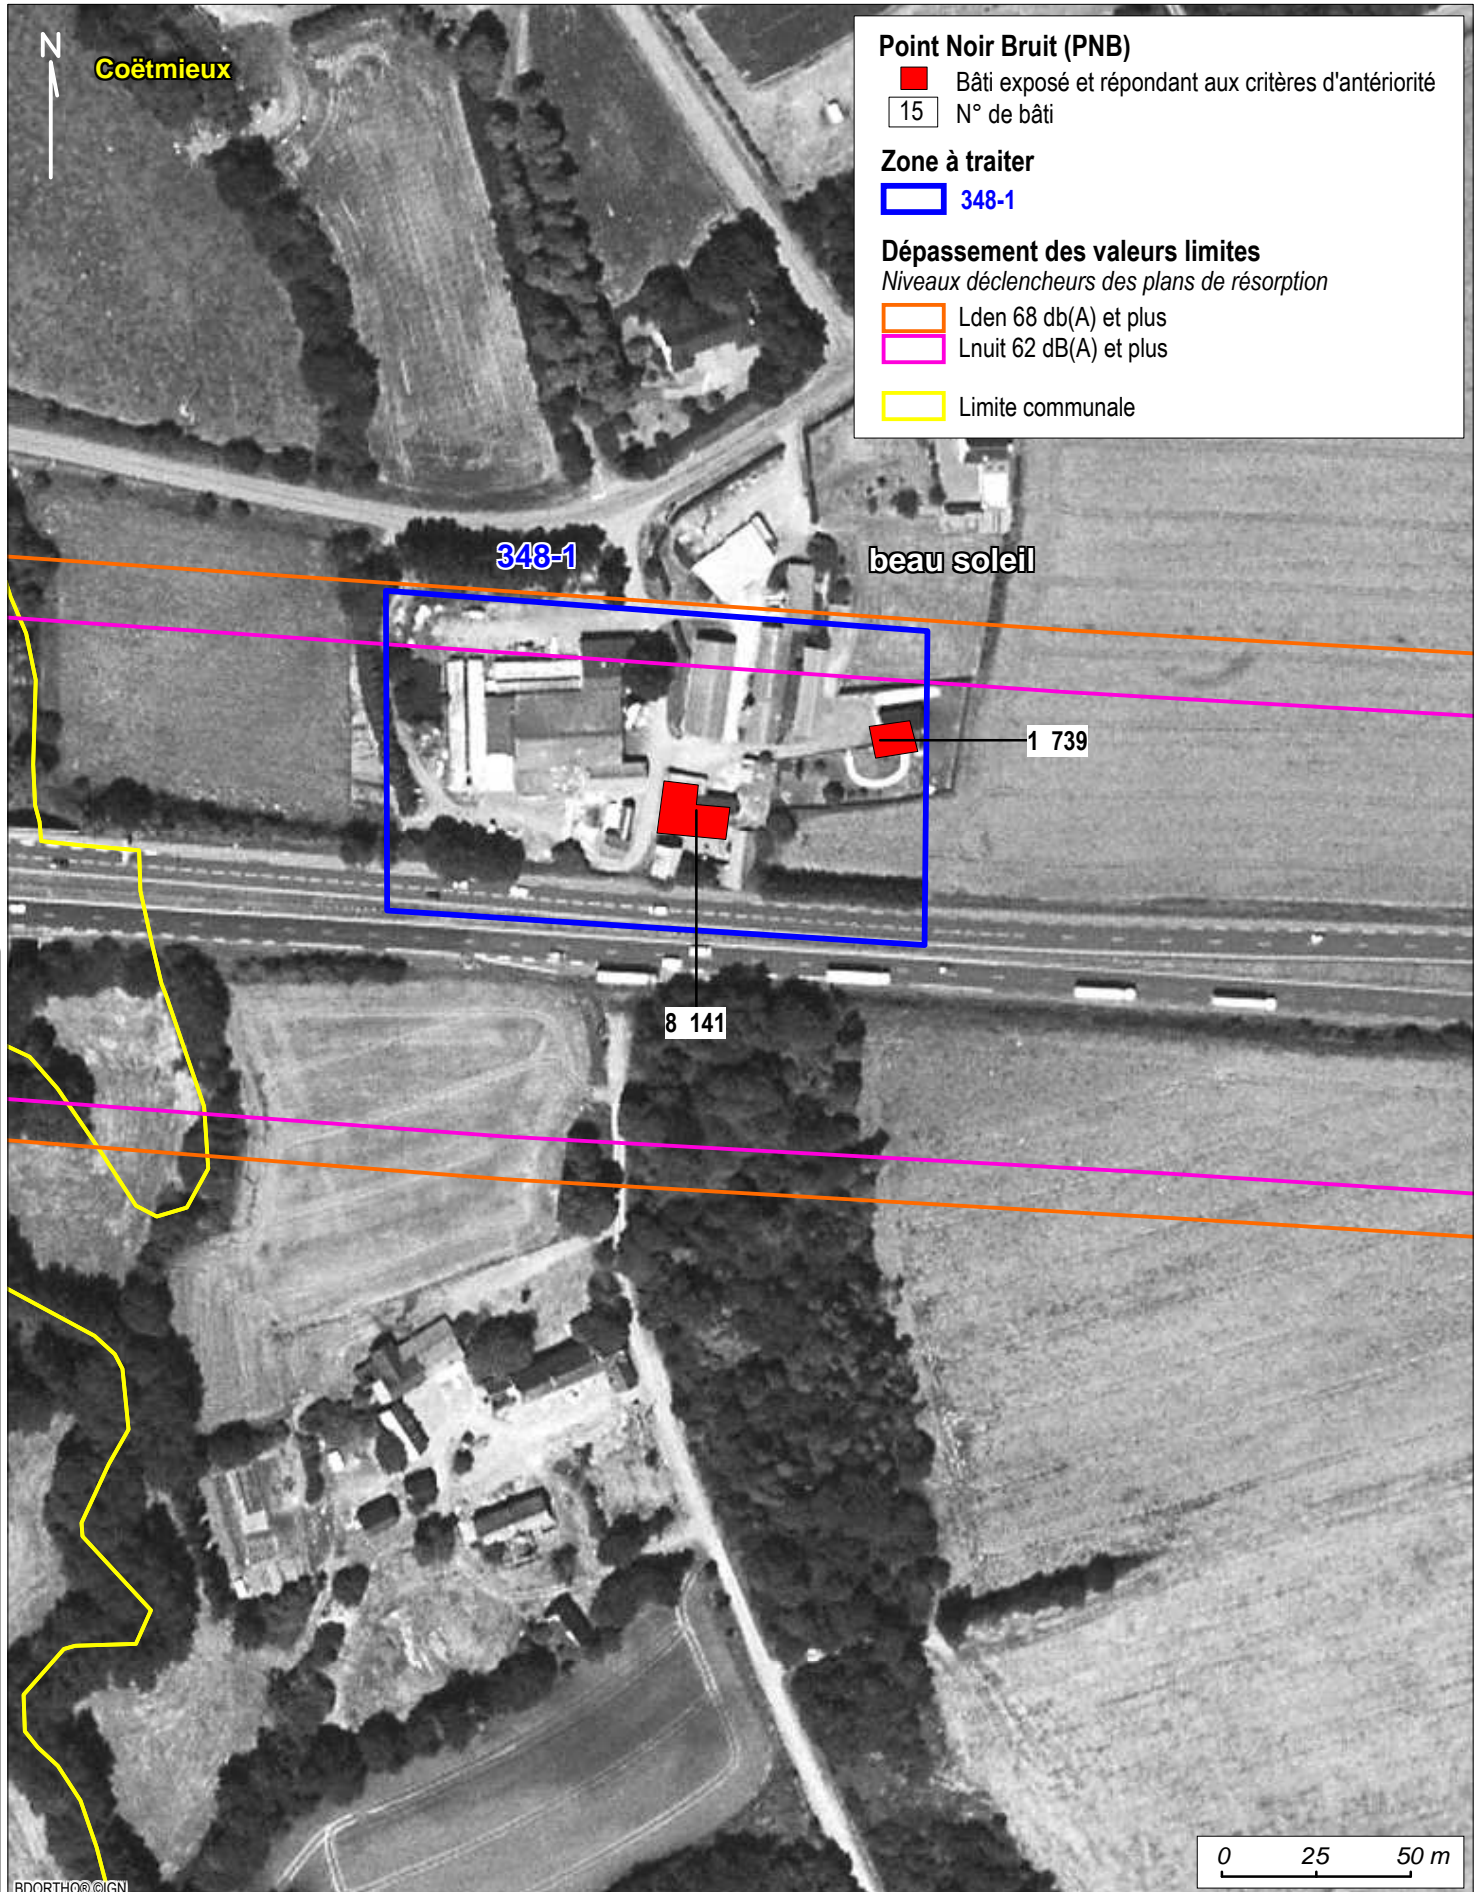 N
Coëtmieux
Point Noir Bruit (PNB)
Bâti exposé et répondant aux critères d'antériorité
15 N° de bâti
Zone à traiter
348-1
Dépassement des valeurs limites
Niveaux déclencheurs des plans de résorption
Lden 68 db(A) et plus
Lnuit 62 dB(A) et plus
Limite communale
348-1
beau soleil
1 739
8 141
0 25 50 m
BDORTHO® ©IGN